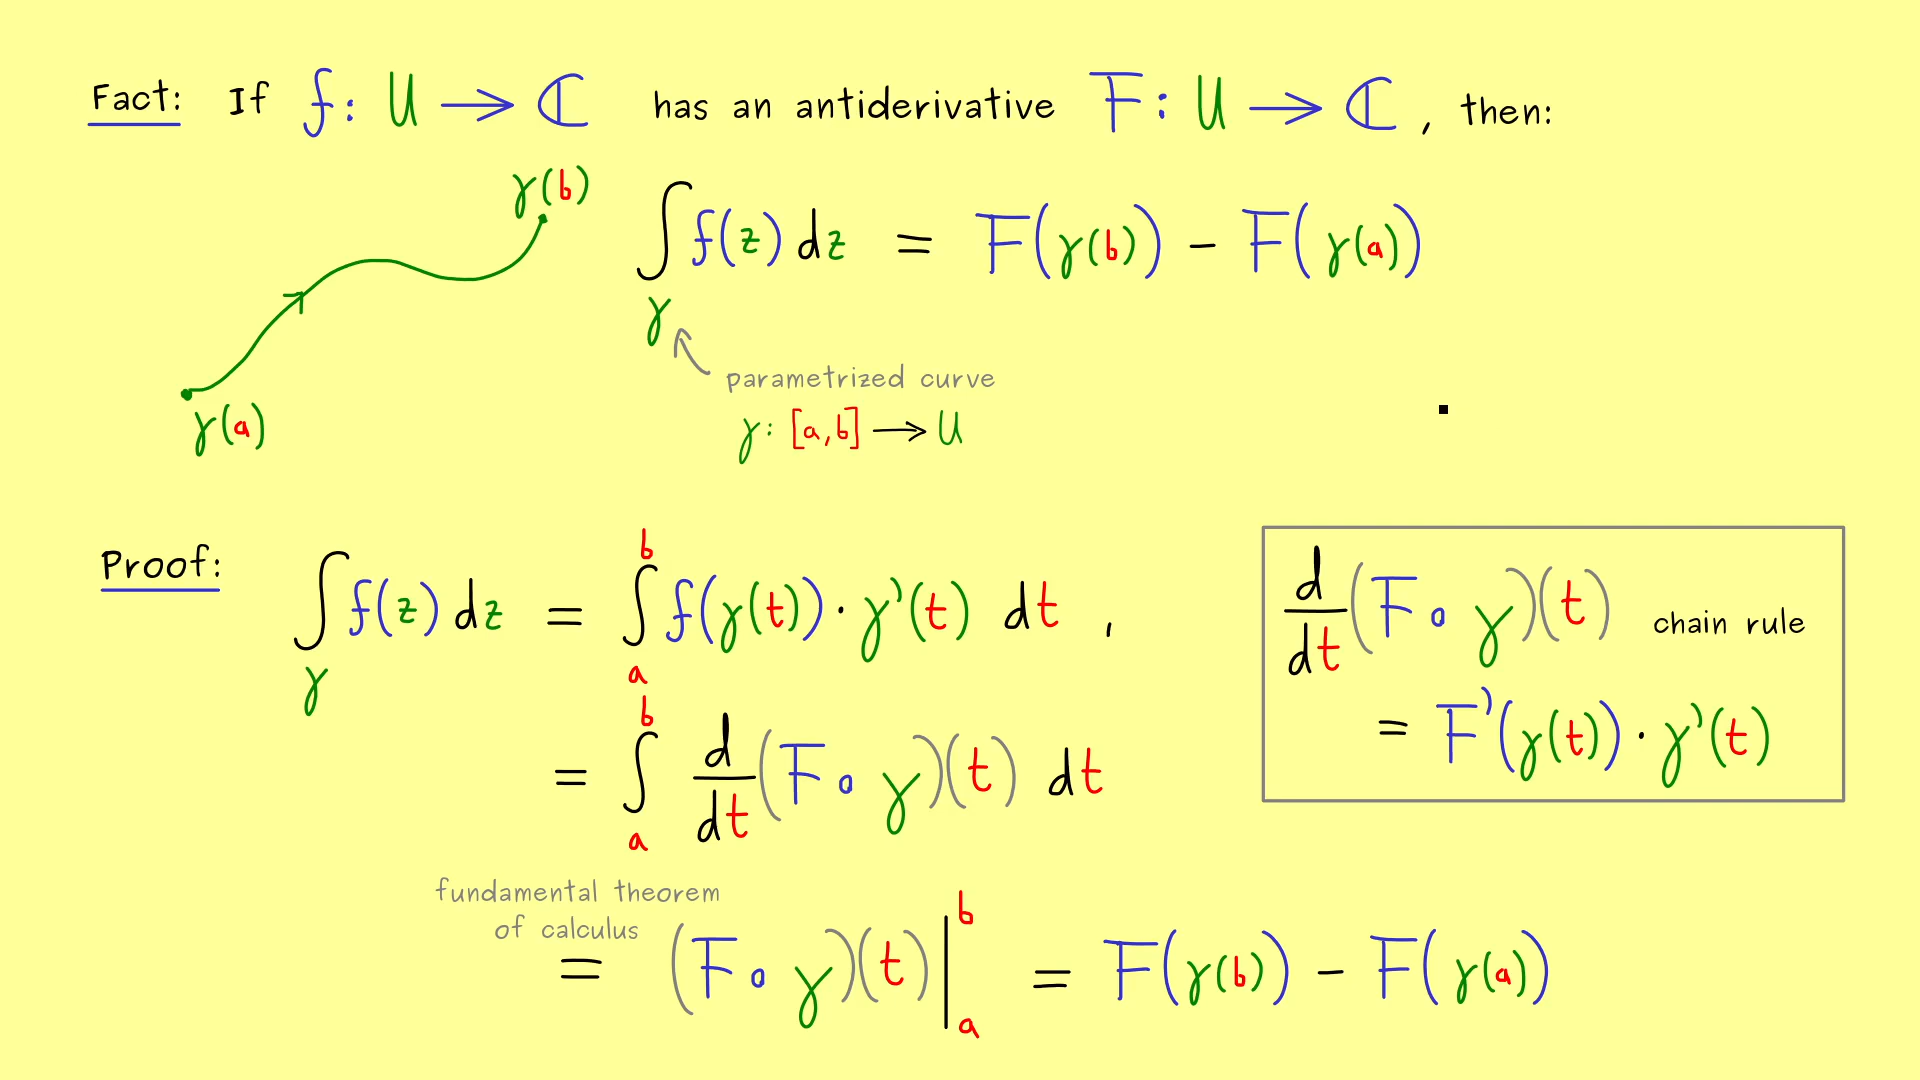 Fact: If f: U → ℂ has an antiderivative F: U → ℂ, then:
γ(b)
∫_γ f(z) dz = F(γ(b)) − F(γ(a))
parametrized curve
γ(a)
γ: [a,b] → U
Proof: ∫_γ f(z) dz = ∫_a^b f(γ(t)) · γ'(t) dt ,
= ∫_a^b d/dt (F ∘ γ)(t) dt
d/dt (F ∘ γ)(t) chain rule
= F'(γ(t)) · γ'(t)
fundamental theorem
of calculus
= (F ∘ γ)(t) |_a^b = F(γ(b)) − F(γ(a))